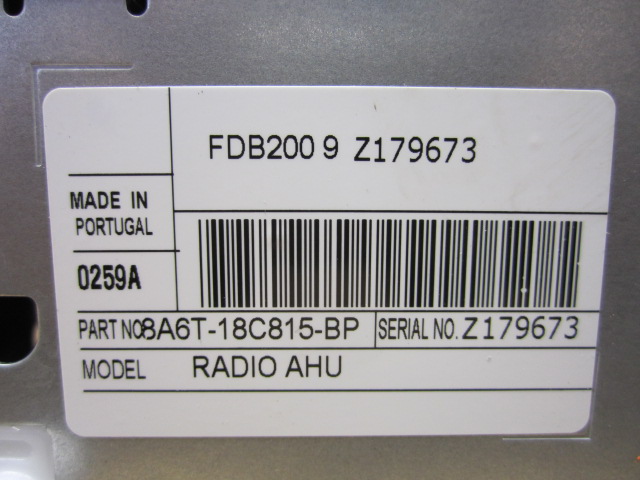 FDB200 9 Z179673
MADE IN
PORTUGAL
0259A
PART NO 8A6T-18C815-BP SERIAL NO. Z179673
MODEL RADIO AHU